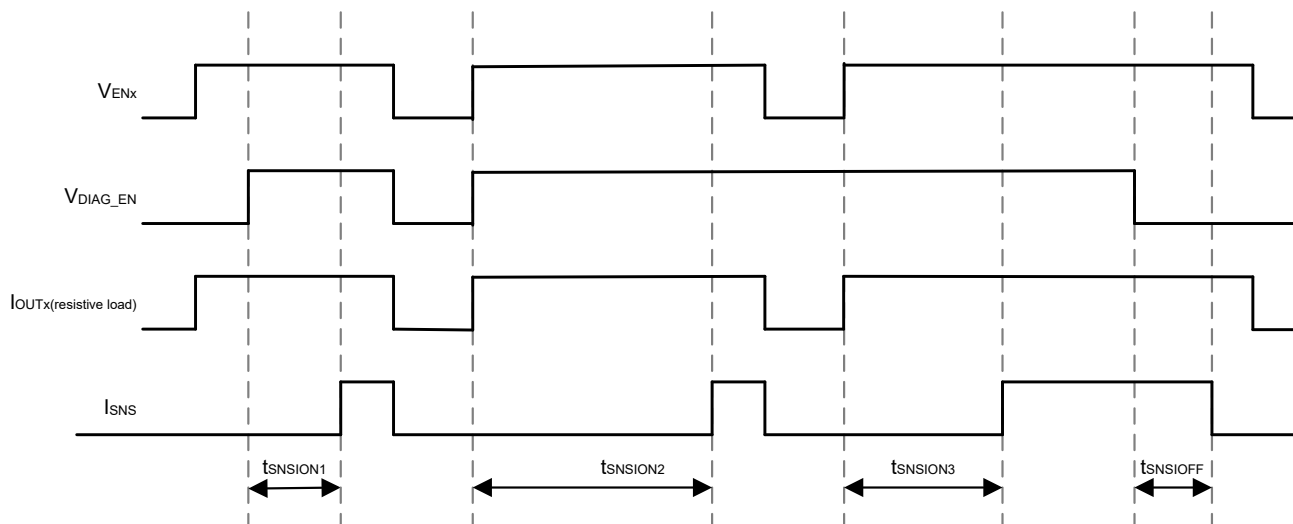 VENx
VDIAG_EN
IOUTx(resistive load)
ISNS
tSNSION1
tSNSION2
tSNSION3
tSNSIOFF